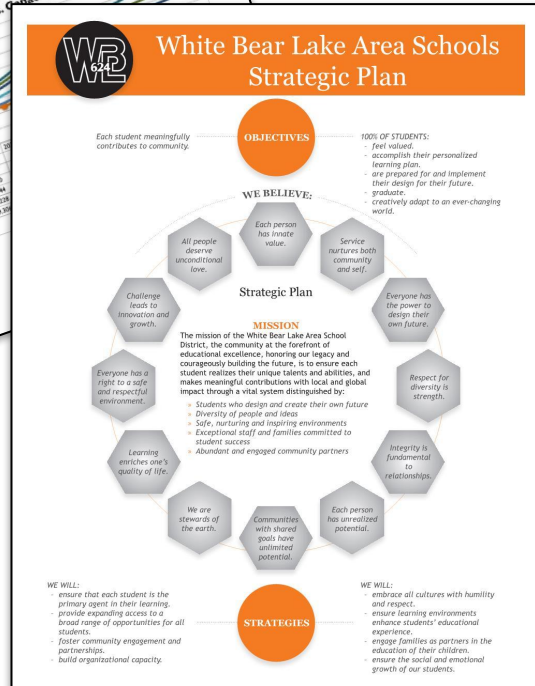 WBL
624
White Bear Lake Area Schools
Strategic Plan
Each student meaningfully
contributes to community.
OBJECTIVES
100% OF STUDENTS:
- feel valued.
- accomplish their personalized
learning plan.
- are prepared for and implement
their design for their future.
- graduate.
- creatively adapt to an ever-changing
world.
WE BELIEVE:
Each person
has innate
value.
Service
nurtures both
community
and self.
Everyone has
the power to
design their
own future.
Respect for
diversity is
strength.
Integrity is
fundamental
to
relationships.
Each person
has unrealized
potential.
Communities
with shared
goals have
unlimited
potential.
We are
stewards of
the earth.
Learning
enriches one's
quality of life.
Everyone has a
right to a safe
and respectful
environment.
Challenge
leads to
innovation and
growth.
All people
deserve
unconditional
love.
Strategic Plan
MISSION
The mission of the White Bear Lake Area School
District, the community at the forefront of
educational excellence, honoring our legacy and
courageously building the future, is to ensure each
student realizes their unique talents and abilities, and
makes meaningful contributions with local and global
impact through a vital system distinguished by:
» Students who design and create their own future
» Diversity of people and ideas
» Safe, nurturing and inspiring environments
» Exceptional staff and families committed to
student success
» Abundant and engaged community partners
WE WILL:
- ensure that each student is the
primary agent in their learning.
- provide expanding access to a
broad range of opportunities for all
students.
- foster community engagement and
partnerships.
- build organizational capacity.
STRATEGIES
WE WILL:
- embrace all cultures with humility
and respect.
- ensure learning environments
enhance students' educational
experience.
- engage families as partners in the
education of their children.
- ensure the social and emotional
growth of our students.